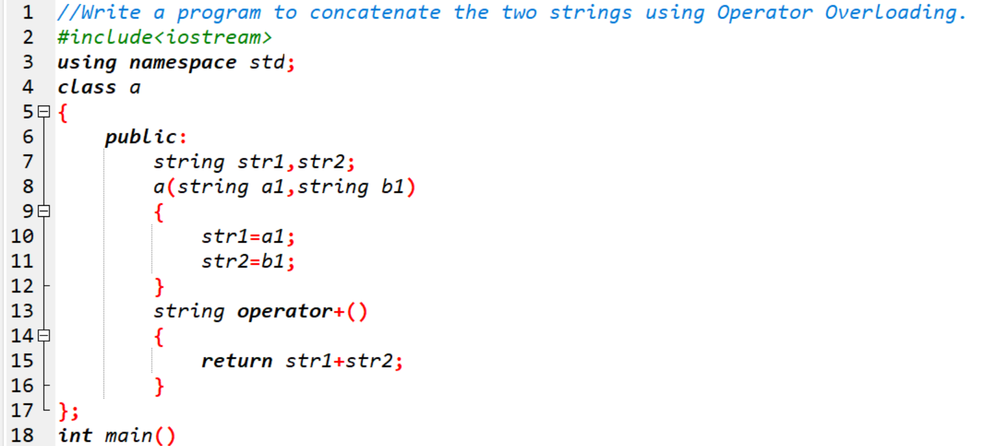 1 //Write a program to concatenate the two strings using Operator Overloading.
2 #include<iostream>
3 using namespace std;
4 class a
5 {
6 public:
7 string str1,str2;
8 a(string a1,string b1)
9 {
10 str1=a1;
11 str2=b1;
12 }
13 string operator+()
14 {
15 return str1+str2;
16 }
17 };
18 int main()